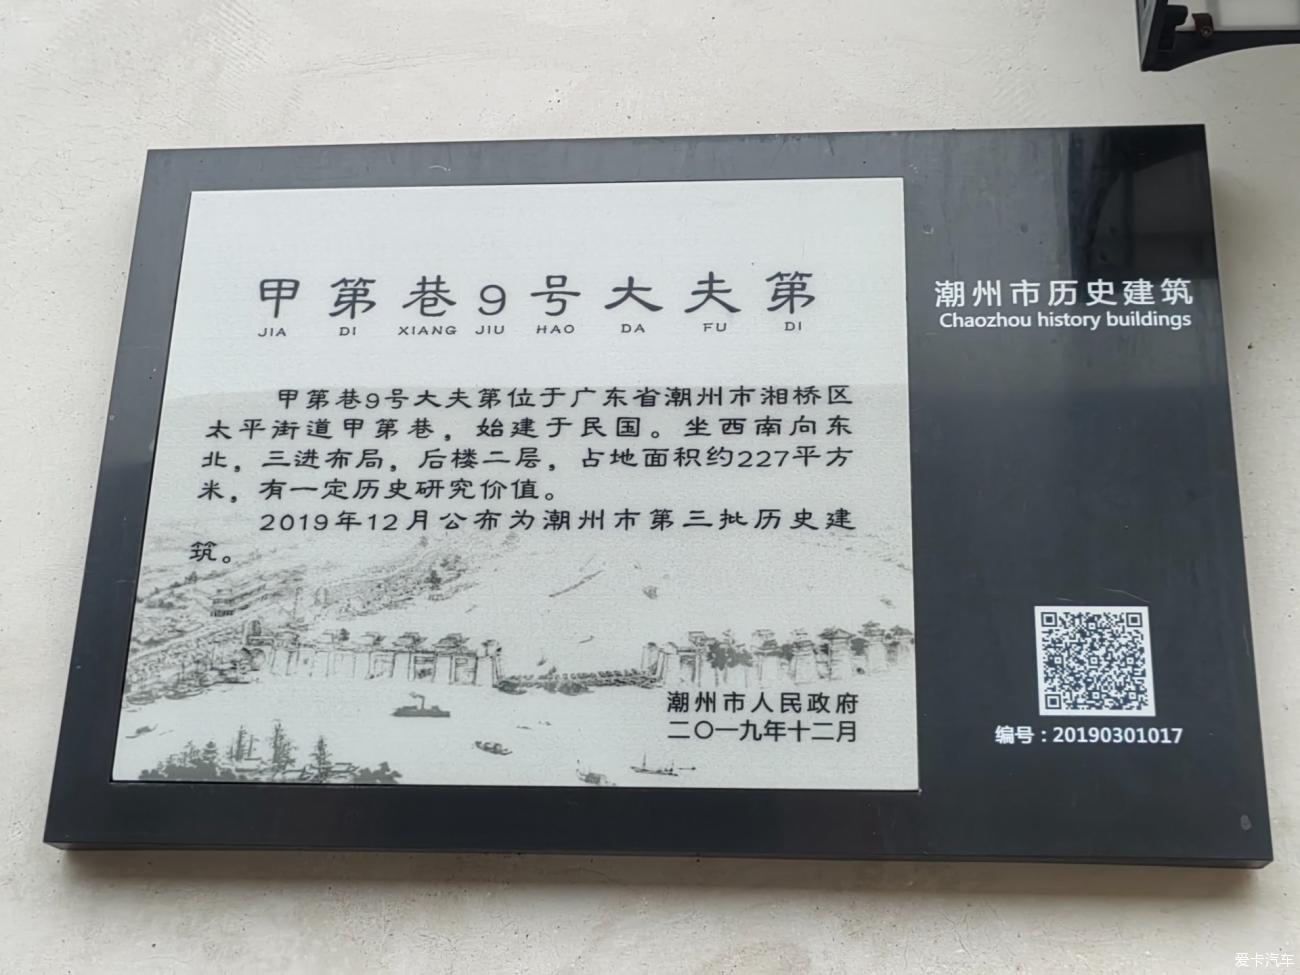 甲第巷9号大夫第
JIA DI XIANG JIU HAO DA FU DI
甲第巷9号大夫第位于广东省潮州市湘桥区
太平街道甲第巷，始建于民国。坐西南向东
北，三进布局，后楼二层，占地面积约227平方
米，有一定历史研究价值。
2019年12月公布为潮州市第三批历史建
筑。
潮州市人民政府
二〇一九年十二月
潮州市历史建筑
Chaozhou history buildings
编号：20190301017
爱卡汽车